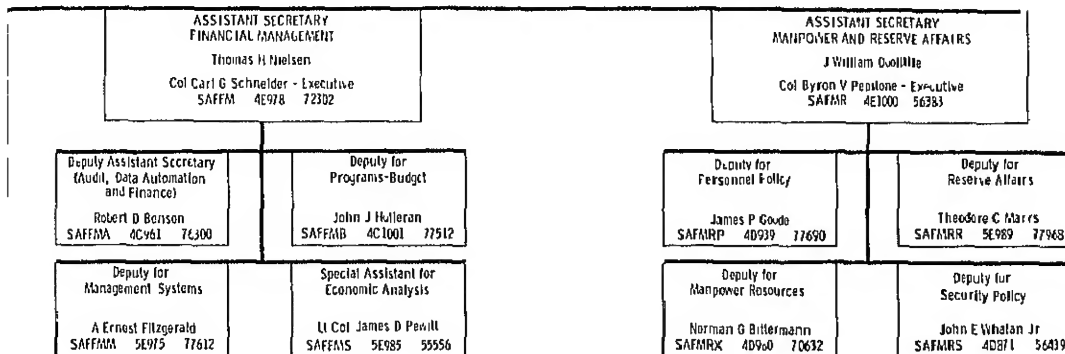 ASSISTANT SECRETARY
FINANCIAL MANAGEMENT
Thomas H Nielsen
Col Carl G Schneider - Executive
SAFFM 4E978 72302
Deputy Assistant Secretary
(Audit, Data Automation
and Finance)
Robert D Benson
SAFFMA 4C961 76300
Deputy for
Programs-Budget
John J Hulleran
SAFFMB 4C1001 77512
Deputy for
Management Systems
A Ernest Fitzgerald
SAFFMM 5E975 77612
Special Assistant for
Economic Analysis
Lt Col James D Pewitt
SAFFMS 5E985 55556
ASSISTANT SECRETARY
MANPOWER AND RESERVE AFFAIRS
J William
Col Byron V Pepitone - Executive
SAFMR 4E1000 56383
Deputy for
Personnel Policy
James P Goode
SAFMRP 4D939 77690
Deputy for
Reserve Affairs
Theodore C Marrs
SAFMRR 5E989 77968
Deputy for
Manpower Resources
Norman G Bittermann
SAFMRX 4D960 70632
Deputy for
Security Policy
John E Whalan Jr
SAFMRS 4D871 56439